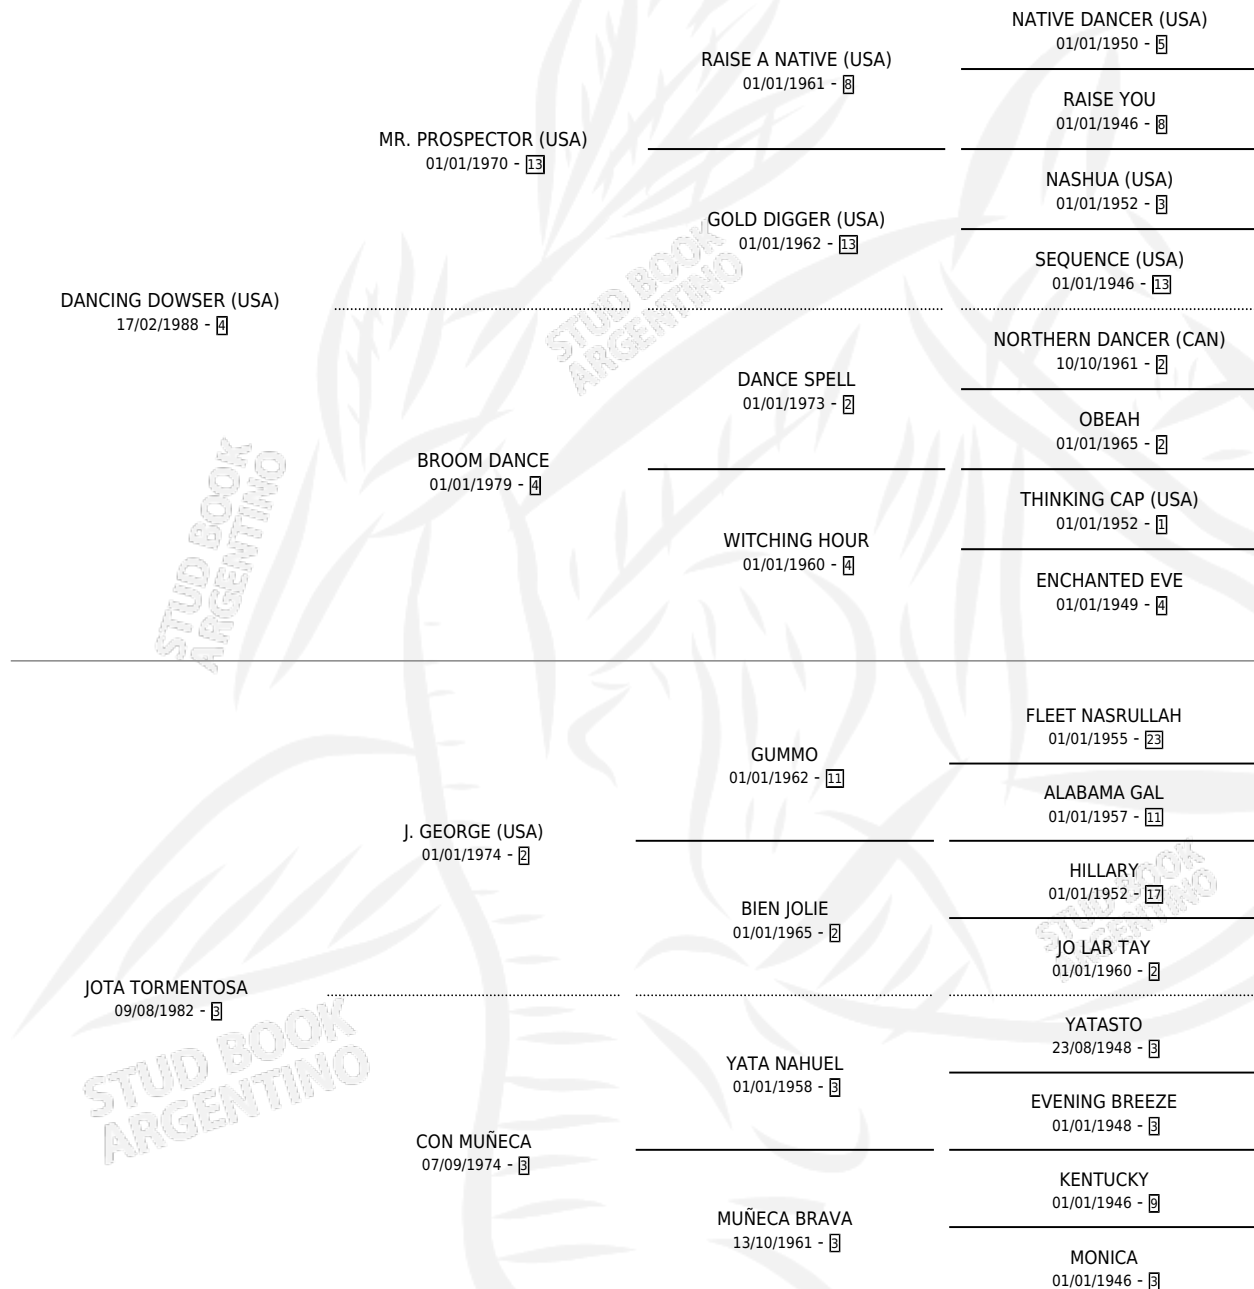 NATIVE DANCER (USA)
01/01/1950 - 5
RAISE A NATIVE (USA)
01/01/1961 - 8
RAISE YOU
01/01/1946 - 8
MR. PROSPECTOR (USA)
01/01/1970 - 13
NASHUA (USA)
01/01/1952 - 3
GOLD DIGGER (USA)
01/01/1962 - 13
SEQUENCE (USA)
01/01/1946 - 13
DANCING DOWSER (USA)
17/02/1988 - 4
NORTHERN DANCER (CAN)
10/10/1961 - 2
DANCE SPELL
01/01/1973 - 2
OBEAH
01/01/1965 - 2
BROOM DANCE
01/01/1979 - 4
THINKING CAP (USA)
01/01/1952 - 1
WITCHING HOUR
01/01/1960 - 4
ENCHANTED EVE
01/01/1949 - 4
FLEET NASRULLAH
01/01/1955 - 23
GUMMO
01/01/1962 - 11
ALABAMA GAL
01/01/1957 - 11
J. GEORGE (USA)
01/01/1974 - 2
HILLARY
01/01/1952 - 17
BIEN JOLIE
01/01/1965 - 2
JO LAR TAY
01/01/1960 - 2
JOTA TORMENTOSA
09/08/1982 - 3
YATASTO
23/08/1948 - 3
YATA NAHUEL
01/01/1958 - 3
EVENING BREEZE
01/01/1948 - 3
CON MUÑECA
07/09/1974 - 3
KENTUCKY
01/01/1946 - 9
MUÑECA BRAVA
13/10/1961 - 3
MONICA
01/01/1946 - 3
STUD BOOK
ARGENTINO
STUD BOOK
ARGENTINO
STUD BOOK
ARGENTINO
STUD BOOK
ARGENTINO